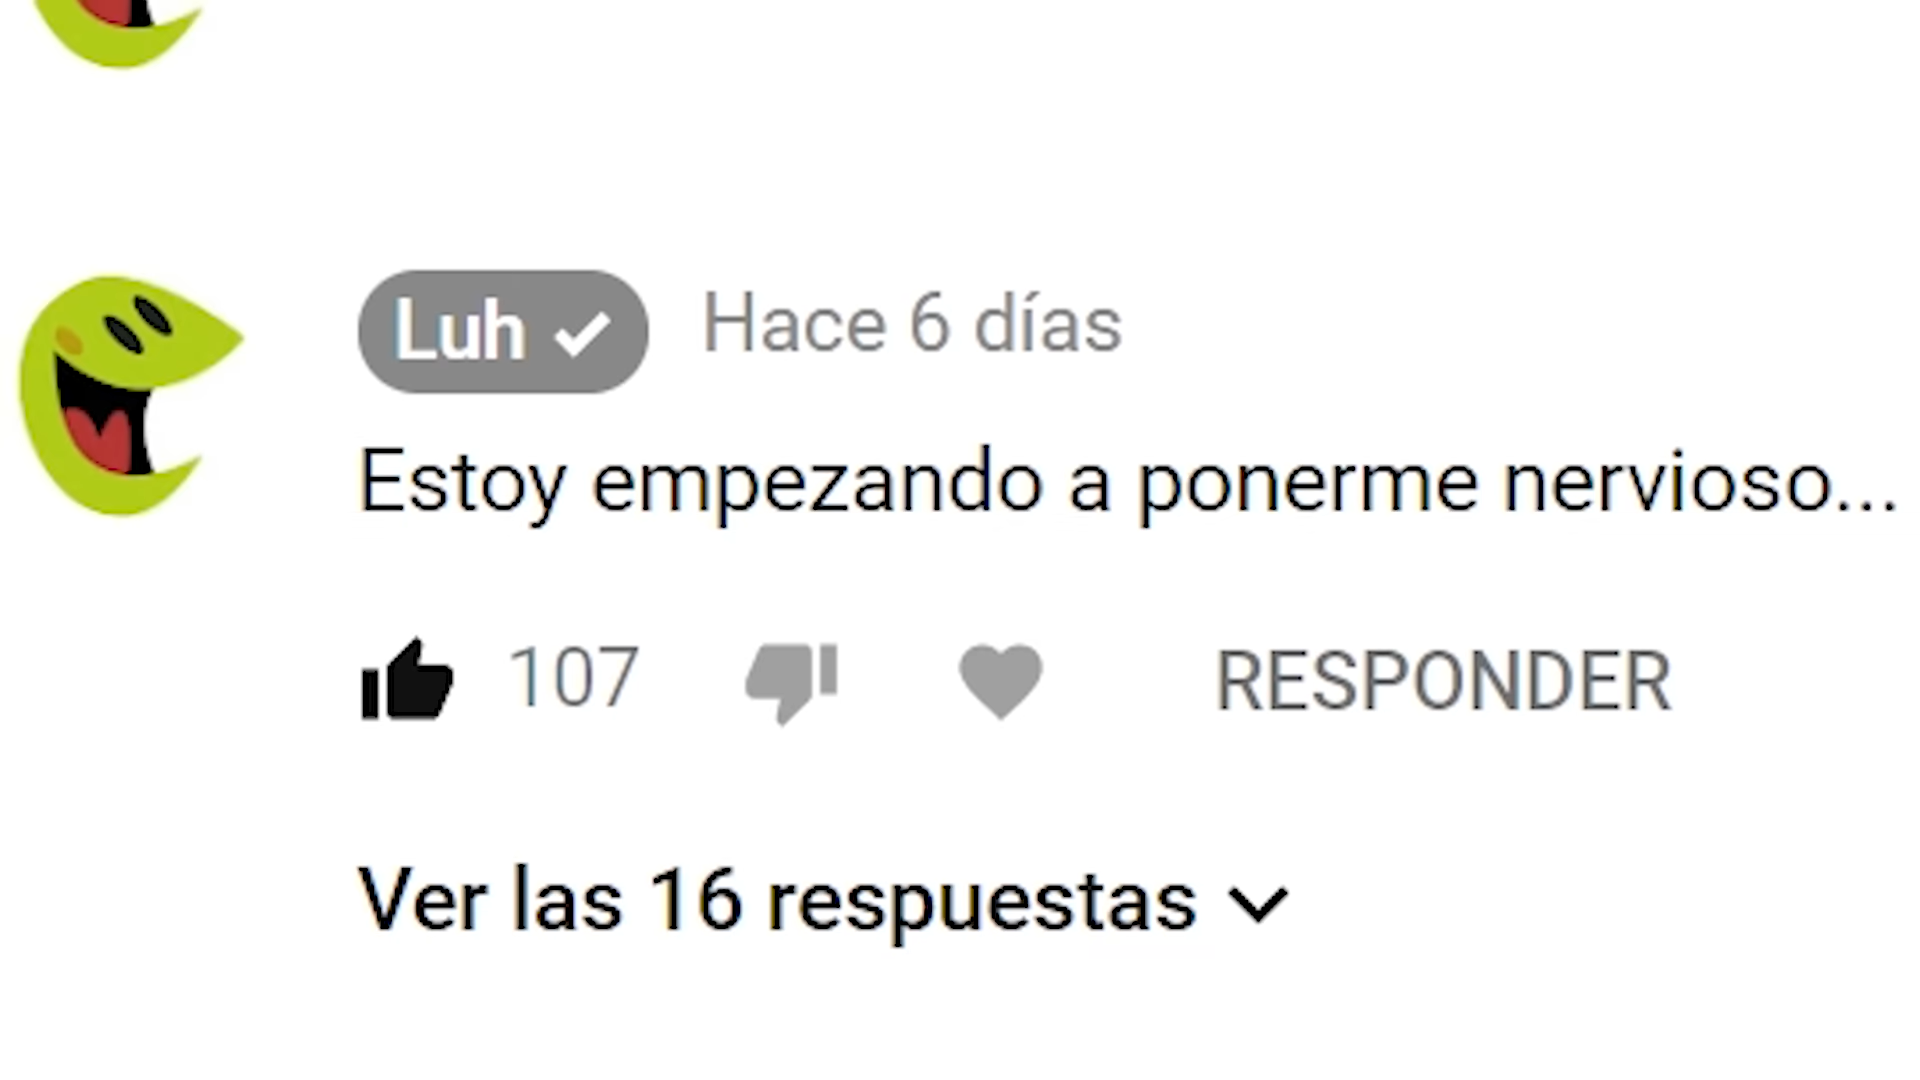 Luh Hace 6 días
Estoy empezando a ponerme nervioso...
107 RESPONDER
Ver las 16 respuestas